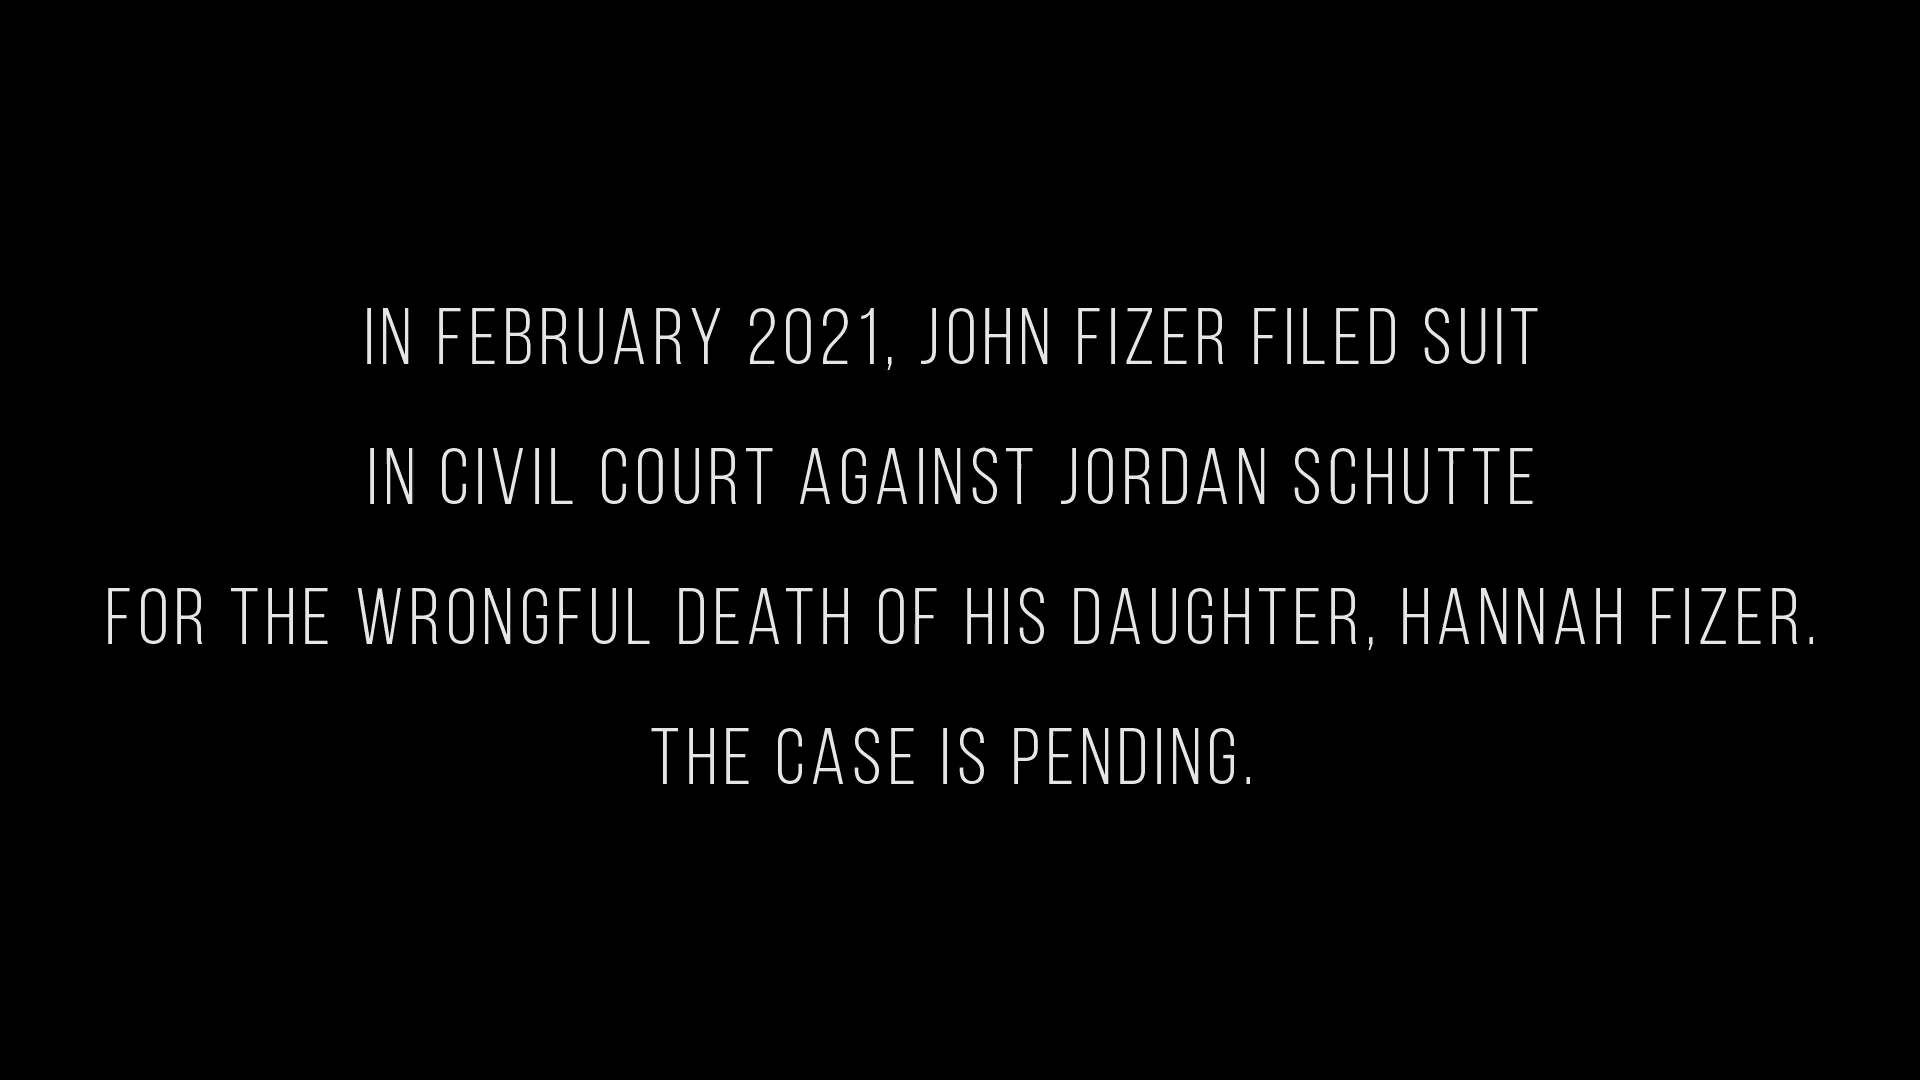 IN FEBRUARY 2021, JOHN FIZER FILED SUIT
IN CIVIL COURT AGAINST JORDAN SCHUTTE
FOR THE WRONGFUL DEATH OF HIS DAUGHTER, HANNAH FIZER.
THE CASE IS PENDING.